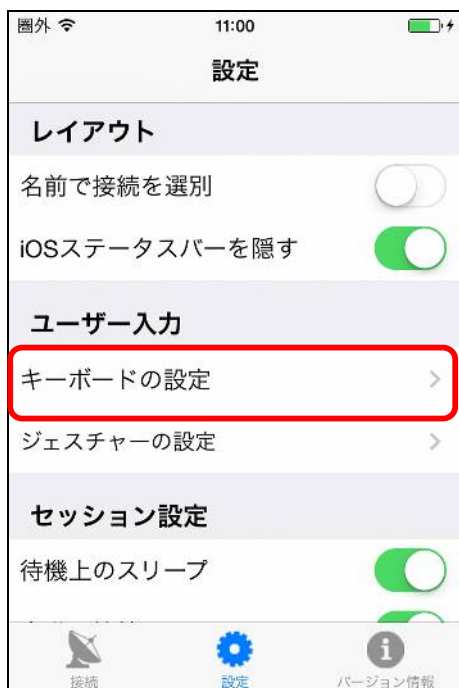 圏外 11:00
設定
レイアウト
名前で接続を選別
iOSステータスバーを隠す
ユーザー入力
キーボードの設定
ジェスチャーの設定
セッション設定
待機上のスリープ
接続 設定 バージョン情報